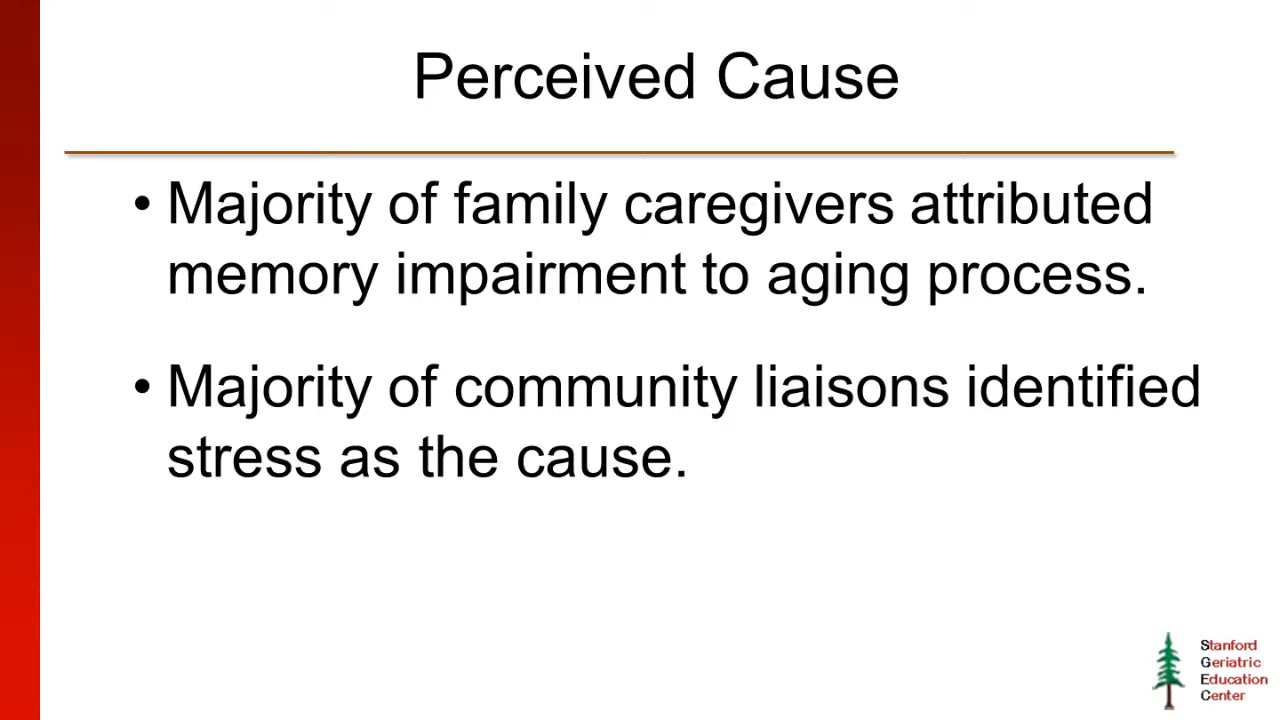 Perceived Cause
• Majority of family caregivers attributed
memory impairment to aging process.
• Majority of community liaisons identified
stress as the cause.
Stanford
Geriatric
Education
Center